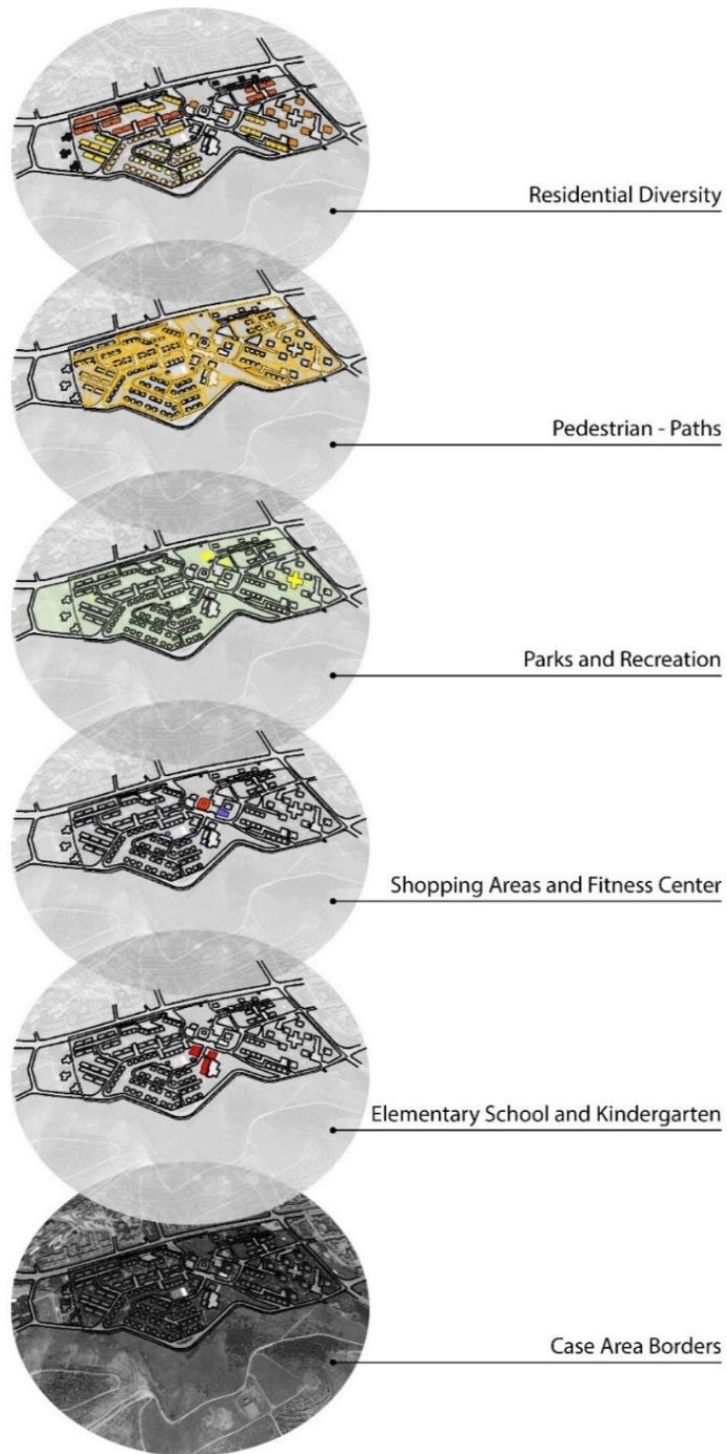 Residential Diversity
Pedestrian - Paths
Parks and Recreation
Shopping Areas and Fitness Center
Elementary School and Kindergarten
Case Area Borders